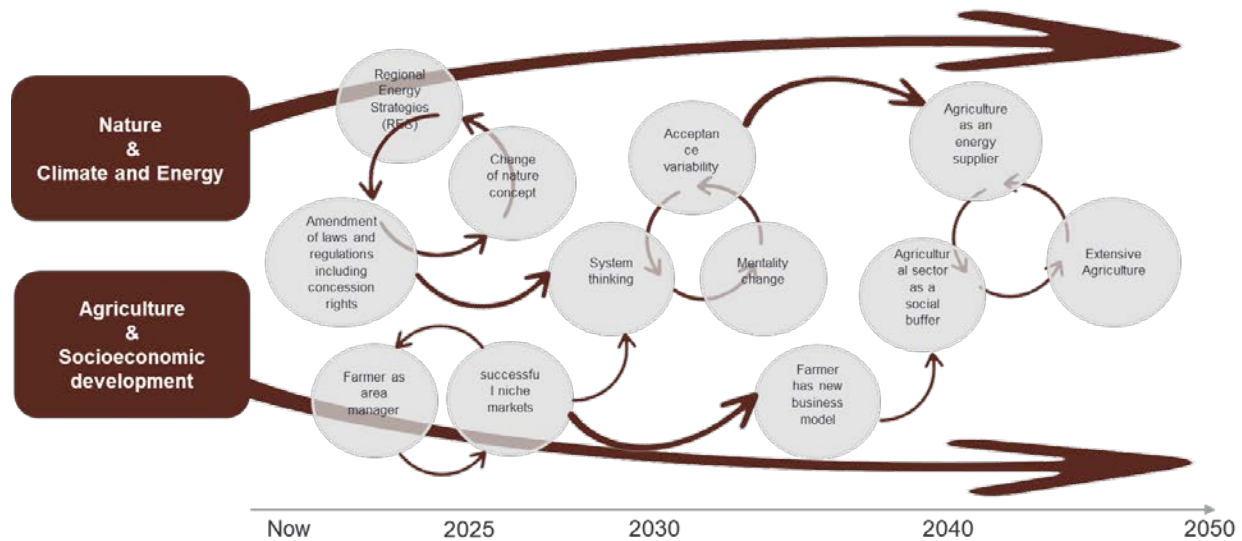 Nature
&
Climate and Energy
Agriculture
&
Socioeconomic
development
Regional
Energy
Strategies
(RES)
Change
of nature
concept
Amendment
of laws and
regulations
including
concession
rights
Farmer as
area
manager
successfu
l niche
markets
System
thinking
Acceptan
ce
variability
Mentality
change
Farmer
has new
business
model
Agriculture
as an
energy
supplier
Agricultur
al sector
as a
social
buffer
Extensive
Agriculture
Now
2025
2030
2040
2050